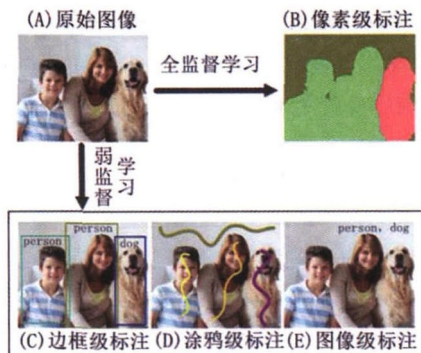 (A)原始图像
(B)像素级标注
全监督学习
弱监督
学习
person
person
dog
person, dog
(C)边框级标注
(D)涂鸦级标注
(E)图像级标注